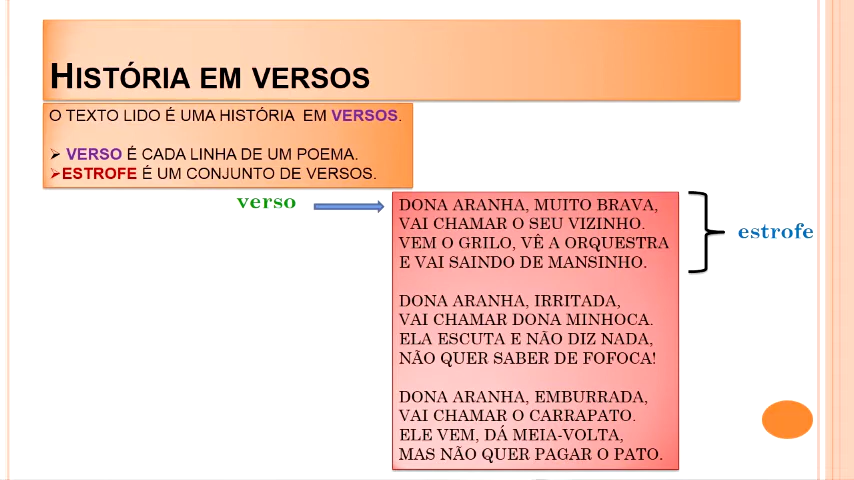 HISTÓRIA EM VERSOS
O TEXTO LIDO É UMA HISTÓRIA EM VERSOS.
➢ VERSO É CADA LINHA DE UM POEMA.
➢ESTROFE É UM CONJUNTO DE VERSOS.
verso
DONA ARANHA, MUITO BRAVA,
VAI CHAMAR O SEU VIZINHO.
VEM O GRILO, VÊ A ORQUESTRA
E VAI SAINDO DE MANSINHO.
estrofe
DONA ARANHA, IRRITADA,
VAI CHAMAR DONA MINHOCA.
ELA ESCUTA E NÃO DIZ NADA,
NÃO QUER SABER DE FOFOCA!
DONA ARANHA, EMBURRADA,
VAI CHAMAR O CARRAPATO.
ELE VEM, DÁ MEIA-VOLTA,
MAS NÃO QUER PAGAR O PATO.